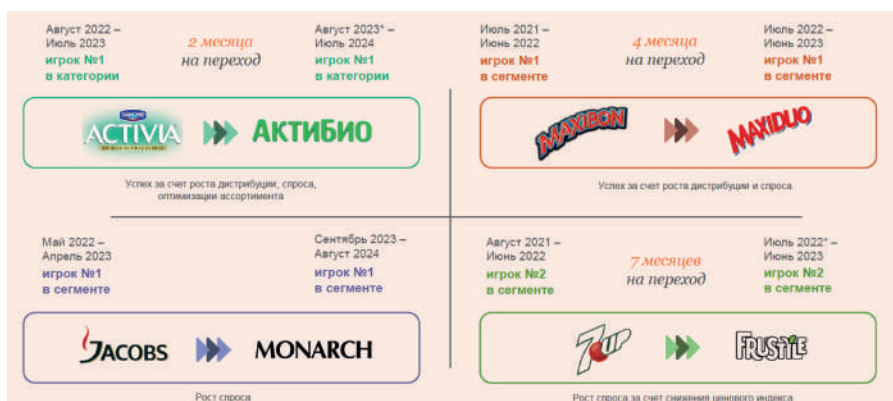 Август 2022 –
Июль 2023
игрок №1
в категории
2 месяца
на переход
Август 2023* –
Июль 2024
игрок №1
в категории
DANONE
ACTIVIA
АКТИБИО
Успех за счет роста дистрибуции, спроса,
оптимизации ассортимента
Июль 2021 –
Июнь 2022
игрок №1
в сегменте
4 месяца
на переход
Июль 2022 –
Июнь 2023
игрок №1
в сегменте
MAXIBON
MAXIDUO
Успех за счет роста дистрибуции и спроса
Май 2022 –
Апрель 2023
игрок №1
в сегменте
Сентябрь 2023 –
Август 2024
игрок №1
в сегменте
JACOBS
MONARCH
Рост спроса
Август 2021 –
Июнь 2022
игрок №2
в сегменте
7 месяцев
на переход
Июль 2022* –
Июнь 2023
игрок №2
в сегменте
7UP
FRUSTYLE
Рост спроса за счет снижения ценового индекса